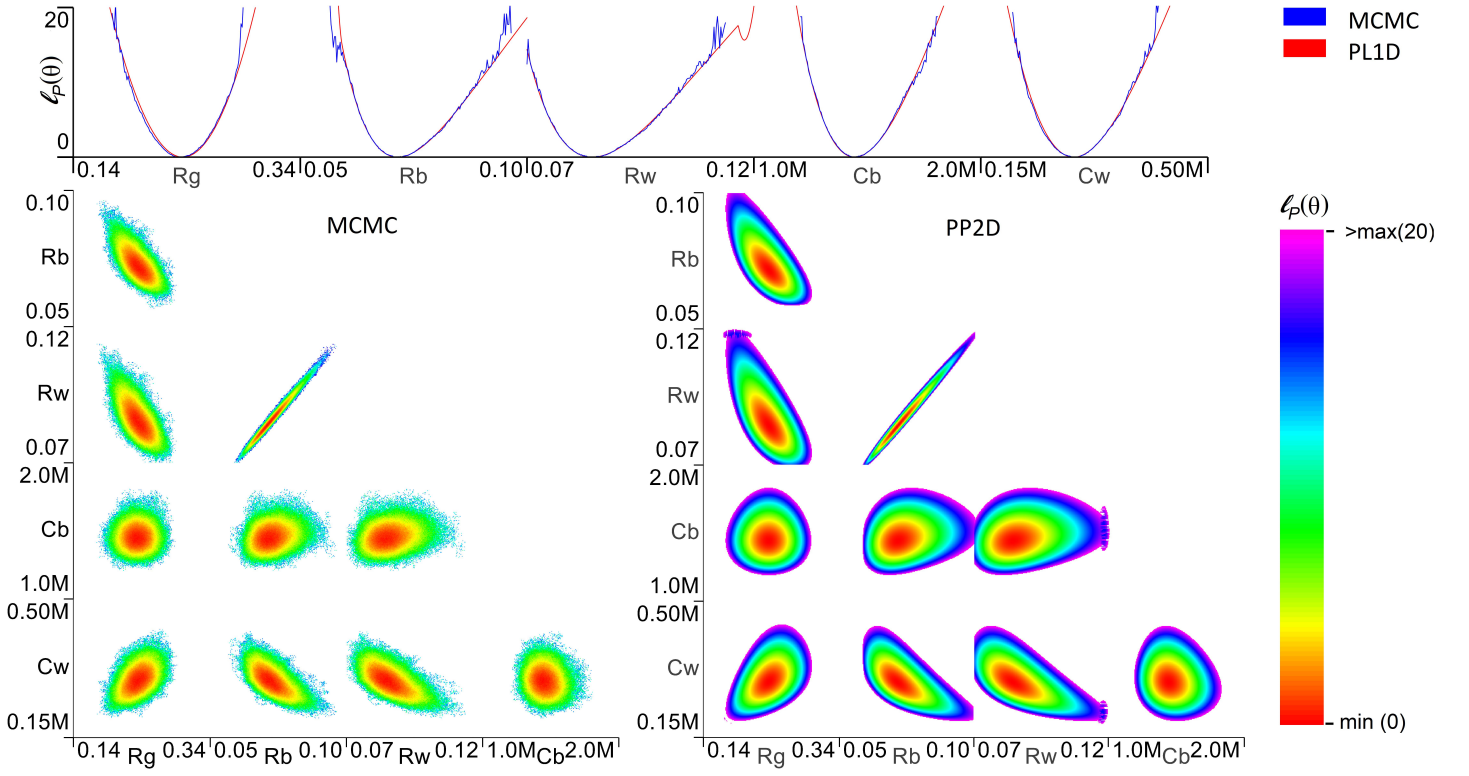 20
ℓP(θ)
0
0.14 Rg 0.34 0.05 Rb 0.10 0.07 Rw 0.12 1.0M Cb 2.0M 0.15M Cw 0.50M
MCMC
PL1D
MCMC
0.10
Rb
0.05
0.12
Rw
0.07
2.0M
Cb
1.0M
0.50M
Cw
0.15M
0.14 Rg 0.34 0.05 Rb 0.10 0.07 Rw 0.12 1.0M Cb 2.0M
PP2D
0.10
Rb
0.05
0.12
Rw
0.07
2.0M
Cb
1.0M
0.50M
Cw
0.15M
0.14 Rg 0.34 0.05 Rb 0.10 0.07 Rw 0.12 1.0M Cb 2.0M
ℓP(θ)
>max(20)
min (0)